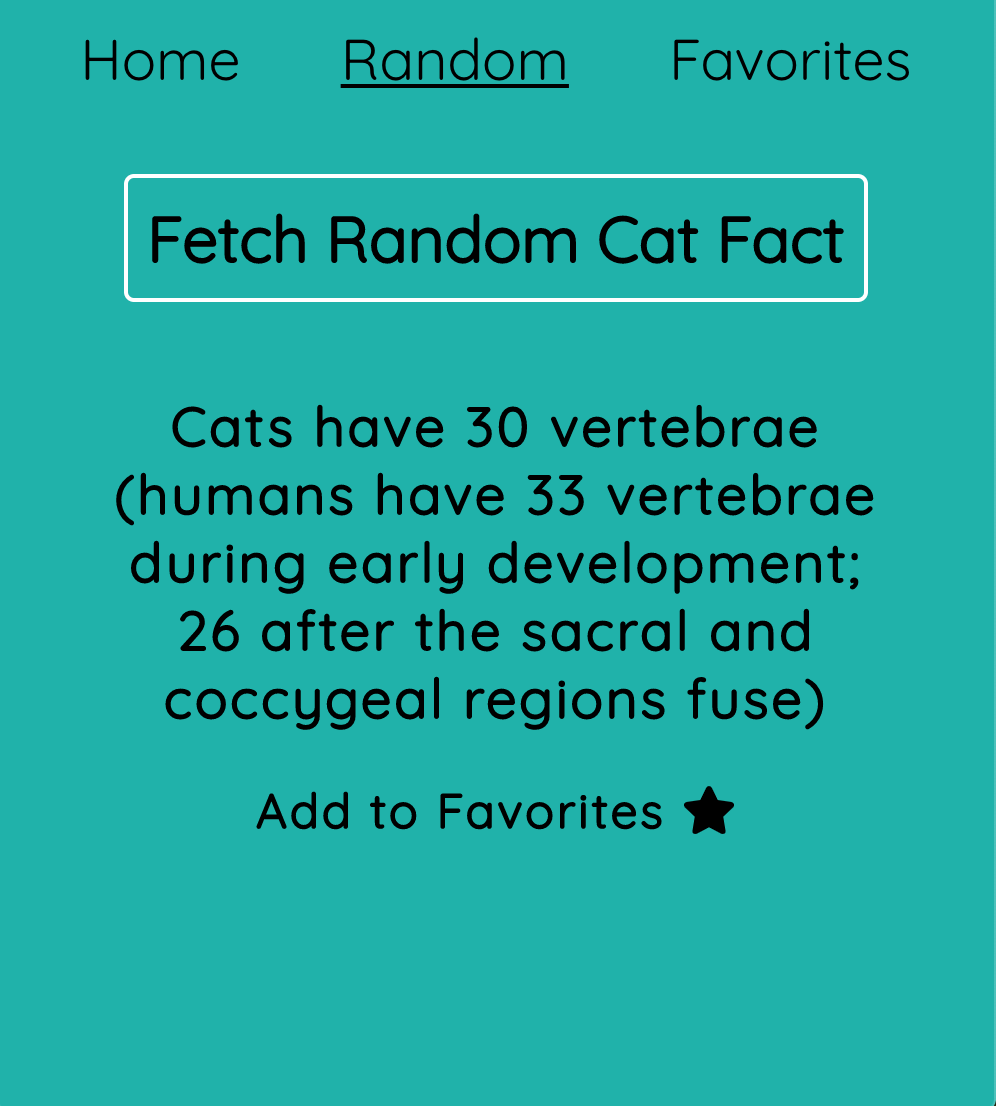 Home Random Favorites
Fetch Random Cat Fact
Cats have 30 vertebrae
(humans have 33 vertebrae
during early development;
26 after the sacral and
coccygeal regions fuse)
Add to Favorites